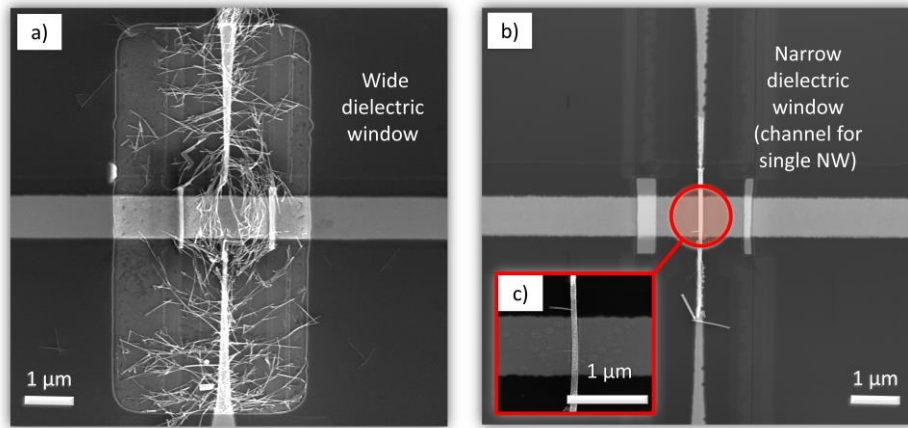 a)
Wide
dielectric
window
1 μm
b)
Narrow
dielectric
window
(channel for
single NW)
c)
1 μm
1 μm